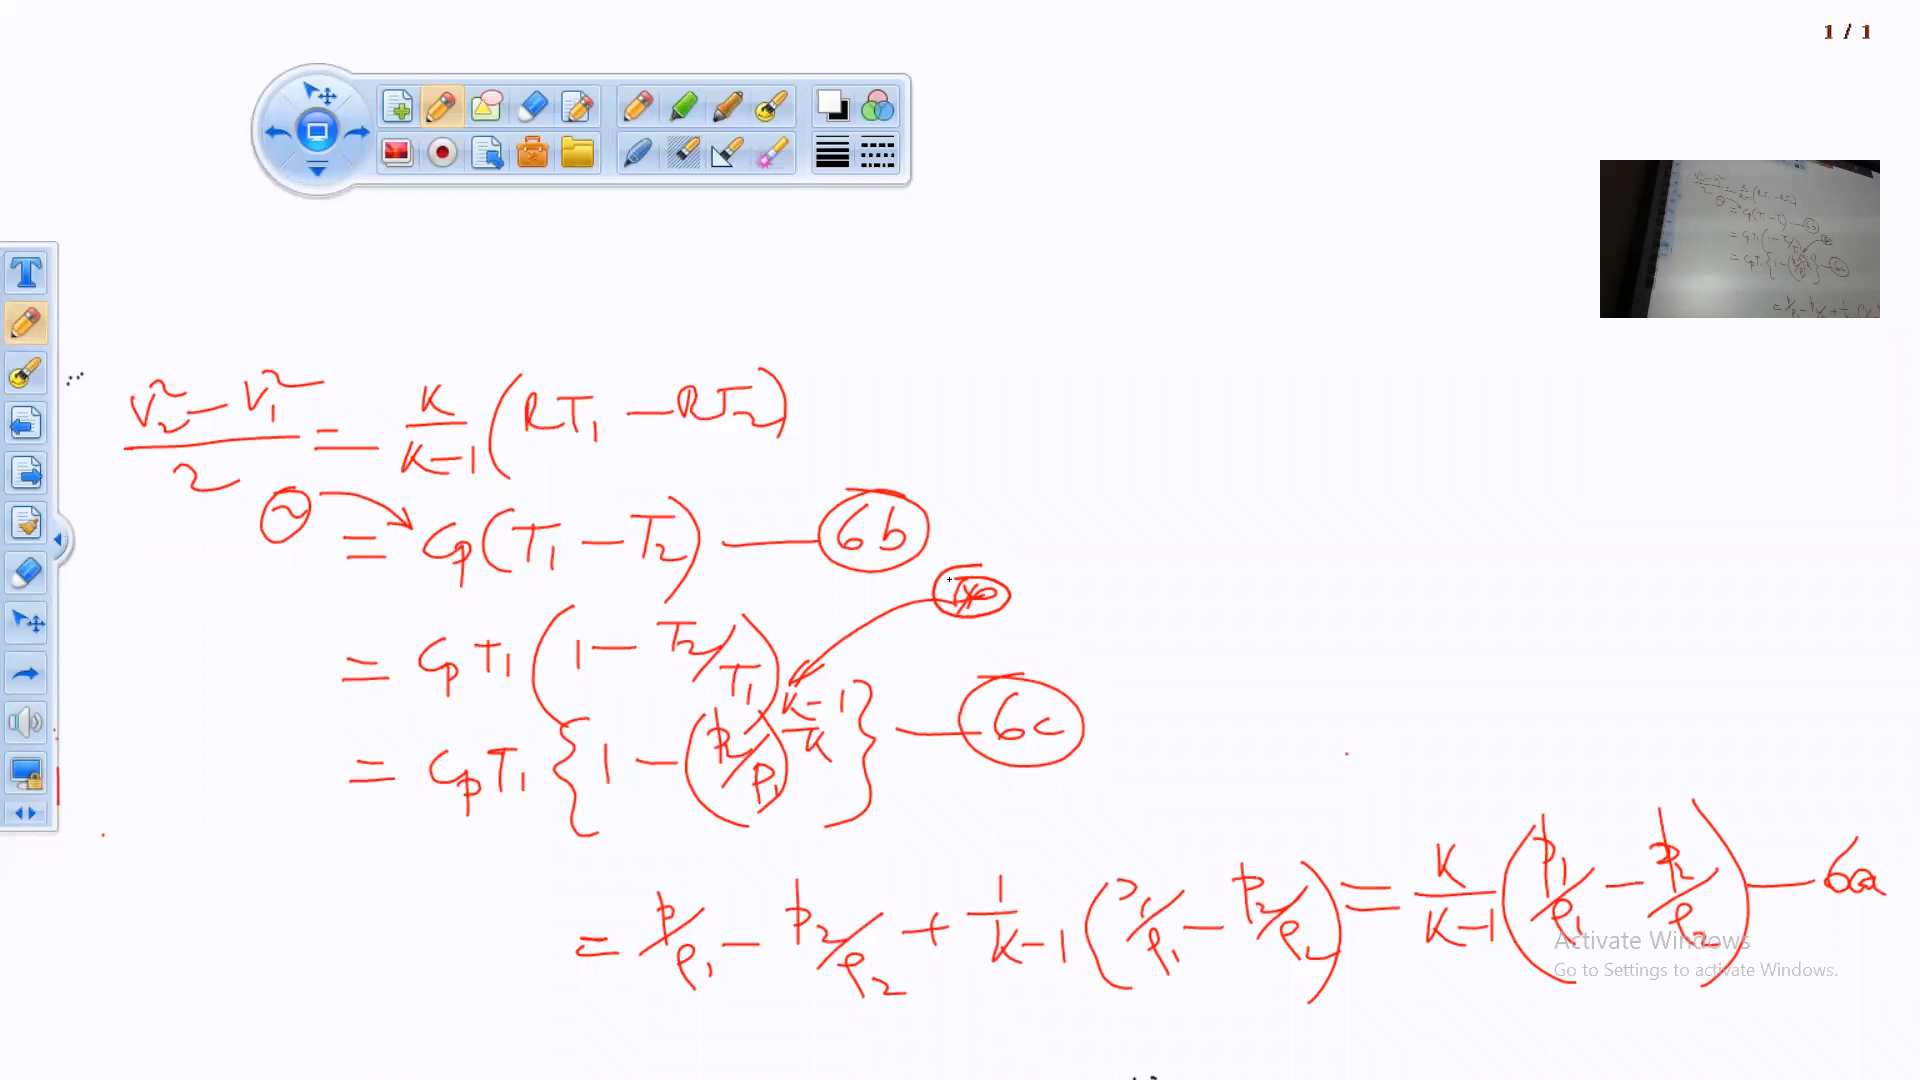 1 / 1
T
(V₂² − V₁²)/2 = K/(K−1) (RT₁ − RT₂)
② = Cp(T₁ − T₂) — 6b
= CpT₁(1 − T₂/T₁)
= CpT₁{1 − (p₂/p₁)^((K−1)/K)} — 6c
= p/ρ₁ − p₂/ρ₂ + 1/(K−1) (p₁/ρ₁ − p₂/ρ₂) = K/(K−1) (p₁/ρ₁ − p₂/ρ₂) — 6a
Activate Windows
Go to Settings to activate Windows.